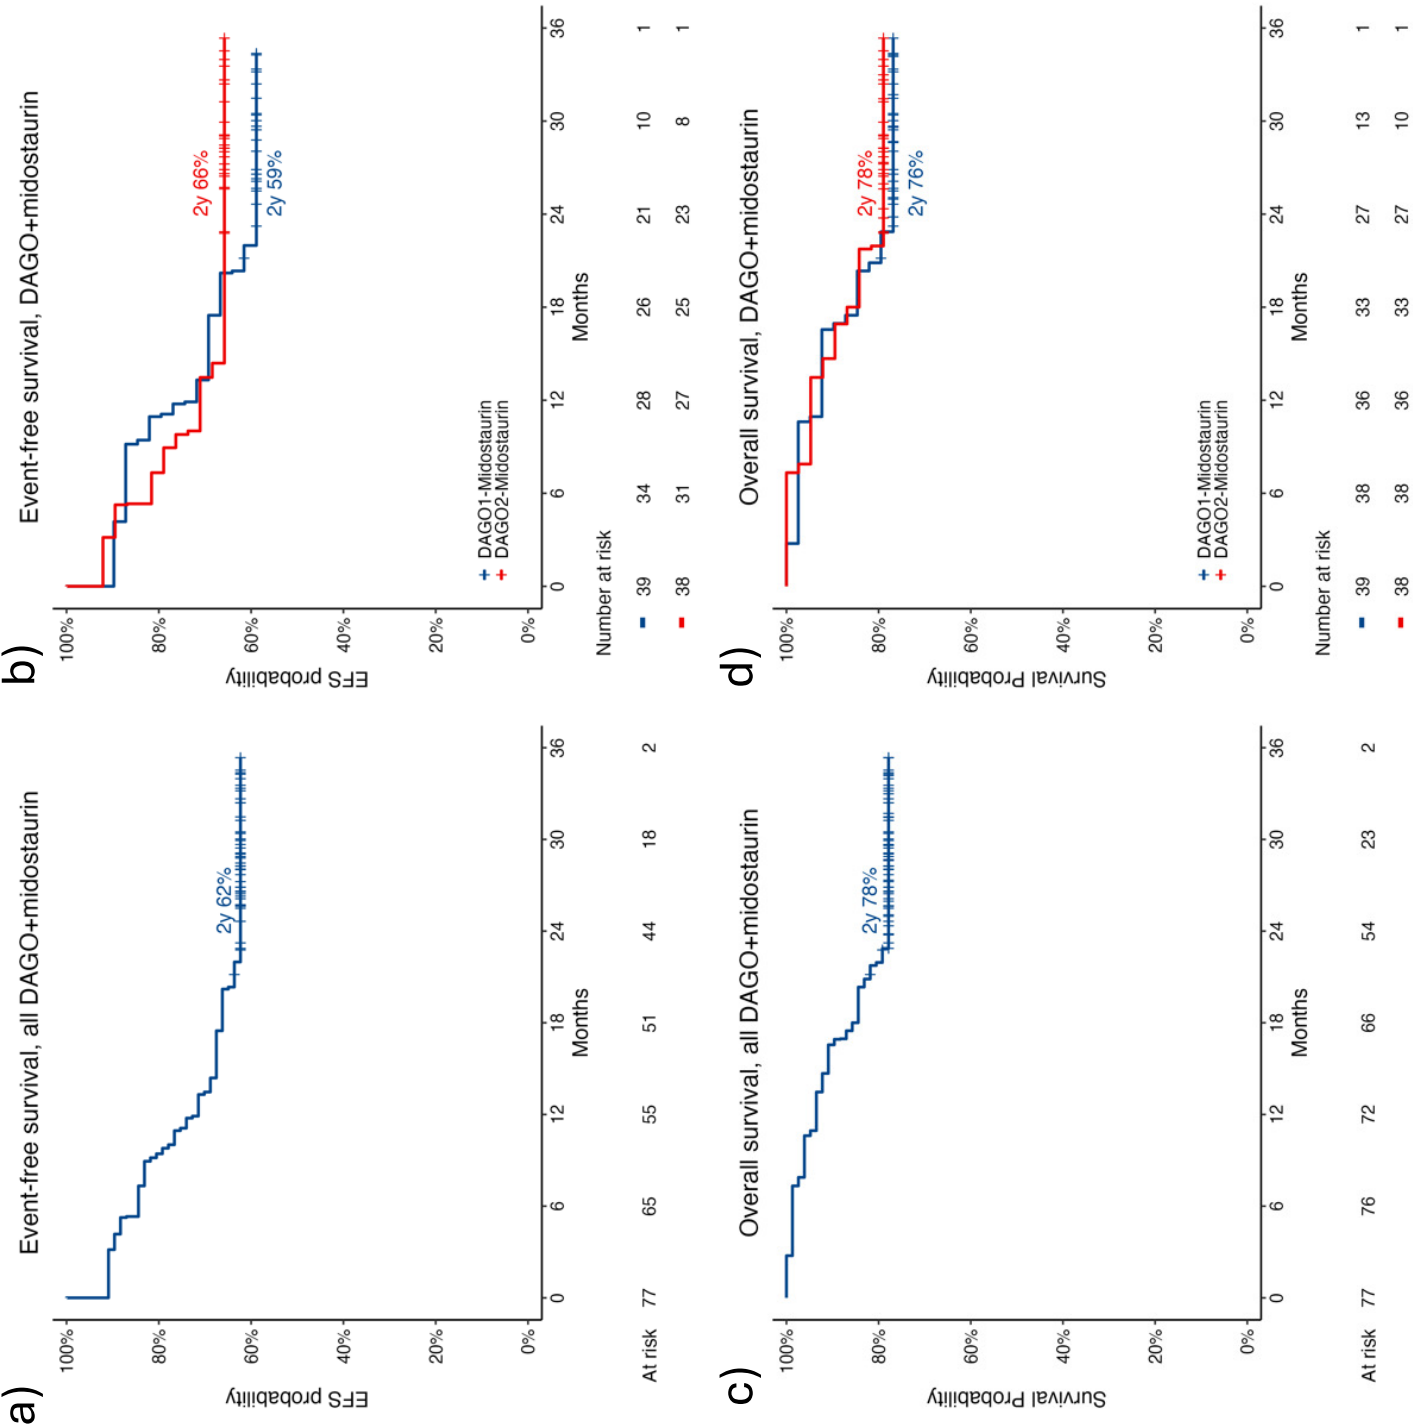 a)
Event-free survival, all DAGO+midostaurin
EFS probability
100%
80%
60%
40%
20%
0%
2y 62%
0 6 12 18 24 30 36
Months
At risk 77 65 55 51 44 18 2
b)
Event-free survival, DAGO+midostaurin
EFS probability
100%
80%
60%
40%
20%
0%
2y 66%
2y 59%
DAGO1-Midostaurin
DAGO2-Midostaurin
0 6 12 18 24 30 36
Months
Number at risk
39 34 28 26 21 10 1
38 31 27 25 23 8 1
c)
Overall survival, all DAGO+midostaurin
Survival Probability
100%
80%
60%
40%
20%
0%
2y 78%
0 6 12 18 24 30 36
Months
At risk 77 76 72 66 54 23 2
d)
Overall survival, DAGO+midostaurin
Survival Probability
100%
80%
60%
40%
20%
0%
2y 78%
2y 76%
DAGO1-Midostaurin
DAGO2-Midostaurin
0 6 12 18 24 30 36
Months
Number at risk
39 38 36 33 27 13 1
38 38 36 33 27 10 1